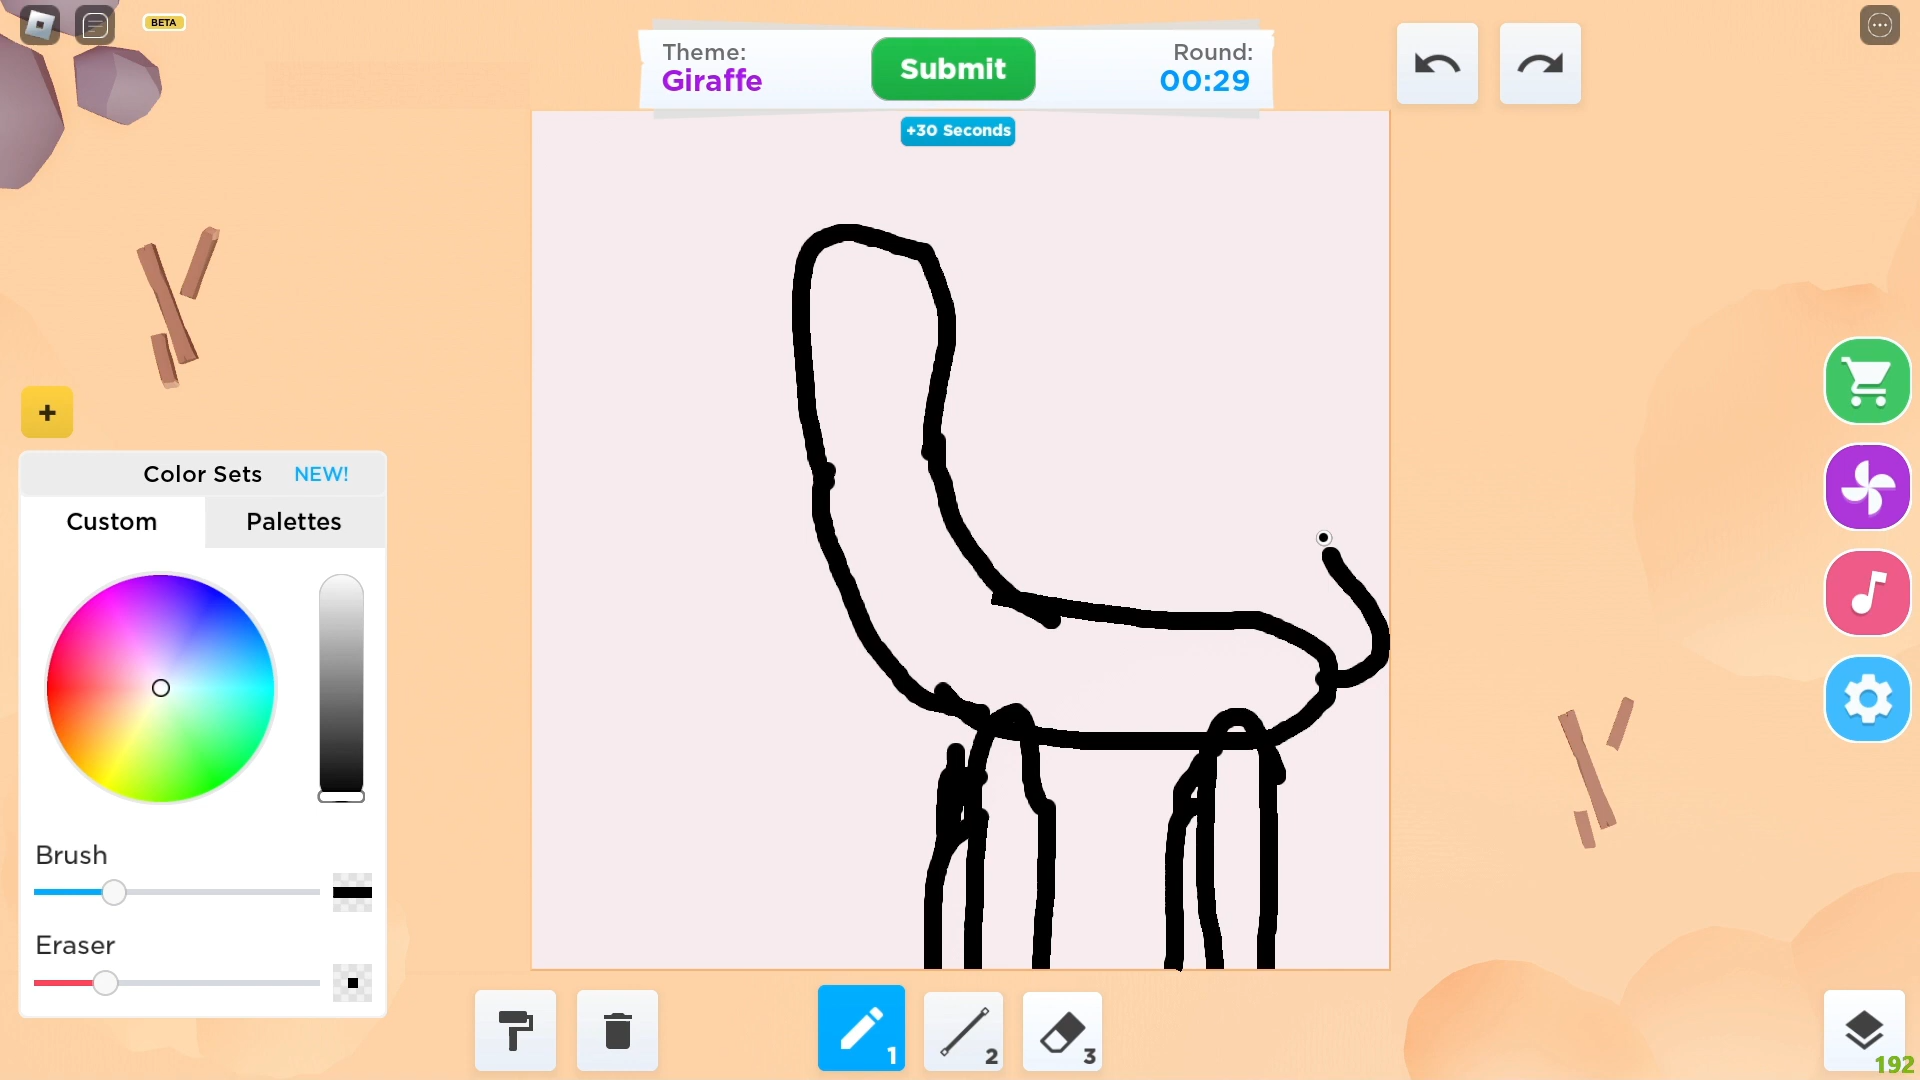 BETA
Theme:
Giraffe
Submit
Round:
00:29
+30 Seconds
+
Color Sets NEW!
Custom
Palettes
Brush
Eraser
1
2
3
192